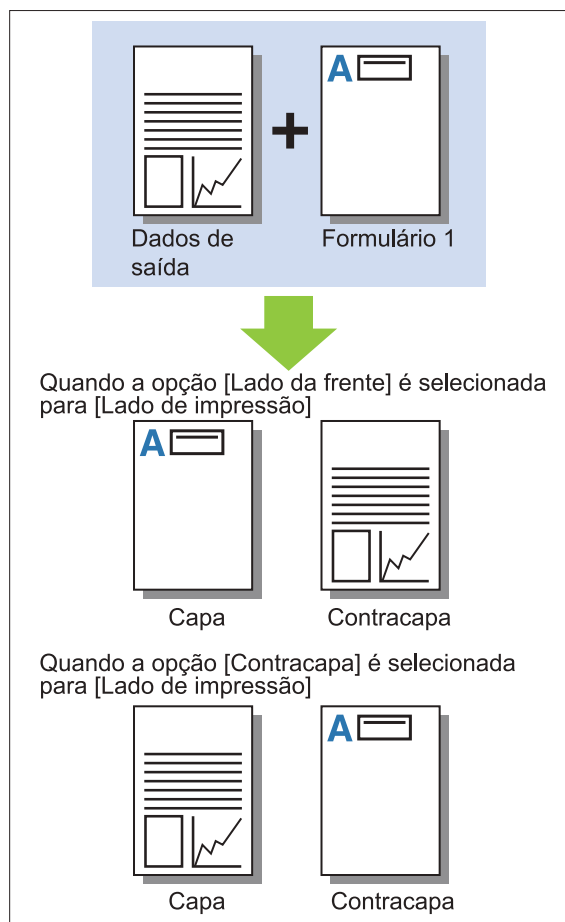 A
Dados de
saída
Formulário 1
Quando a opção [Lado da frente] é selecionada
para [Lado de impressão]
A
Capa
Contracapa
Quando a opção [Contracapa] é selecionada
para [Lado de impressão]
A
Capa
Contracapa